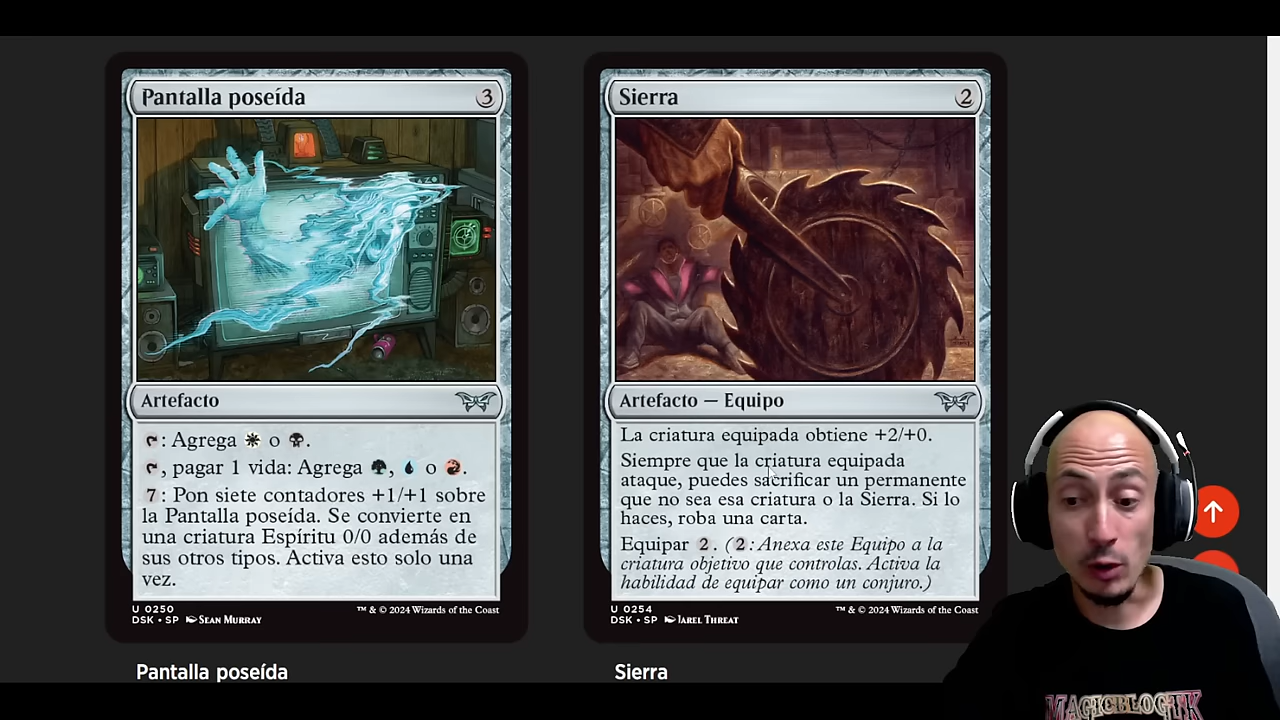 Pantalla poseída
3
Artefacto
: Agrega o .
, pagar 1 vida: Agrega , o .
7: Pon siete contadores +1/+1 sobre
la Pantalla poseída. Se convierte en
una criatura Espíritu 0/0 además de
sus otros tipos. Activa esto solo una
vez.
U 0250
DSK • SP SEAN MURRAY
™ & © 2024 Wizards of the Coast
Pantalla poseída
Sierra
2
Artefacto — Equipo
La criatura equipada obtiene +2/+0.
Siempre que la criatura equipada
ataque, puedes sacrificar un permanente
que no sea esa criatura o la Sierra. Si lo
haces, roba una carta.
Equipar 2. (2: Anexa este Equipo a la
criatura objetivo que controlas. Activa la
habilidad de equipar como un conjuro.)
U 0254
DSK • SP JAREL THREAT
™ & © 2024 Wizards of the Coast
Sierra
MAGICBLOGTK